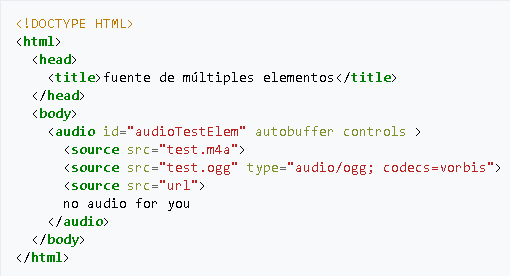 <!DOCTYPE HTML>
<html>
  <head>
    <title>fuente de múltiples elementos</title>
  </head>
  <body>
    <audio id="audioTestElem" autobuffer controls >
      <source src="test.m4a">
      <source src="test.ogg" type="audio/ogg; codecs=vorbis">
      <source src="url">
      no audio for you
    </audio>
  </body>
</html>